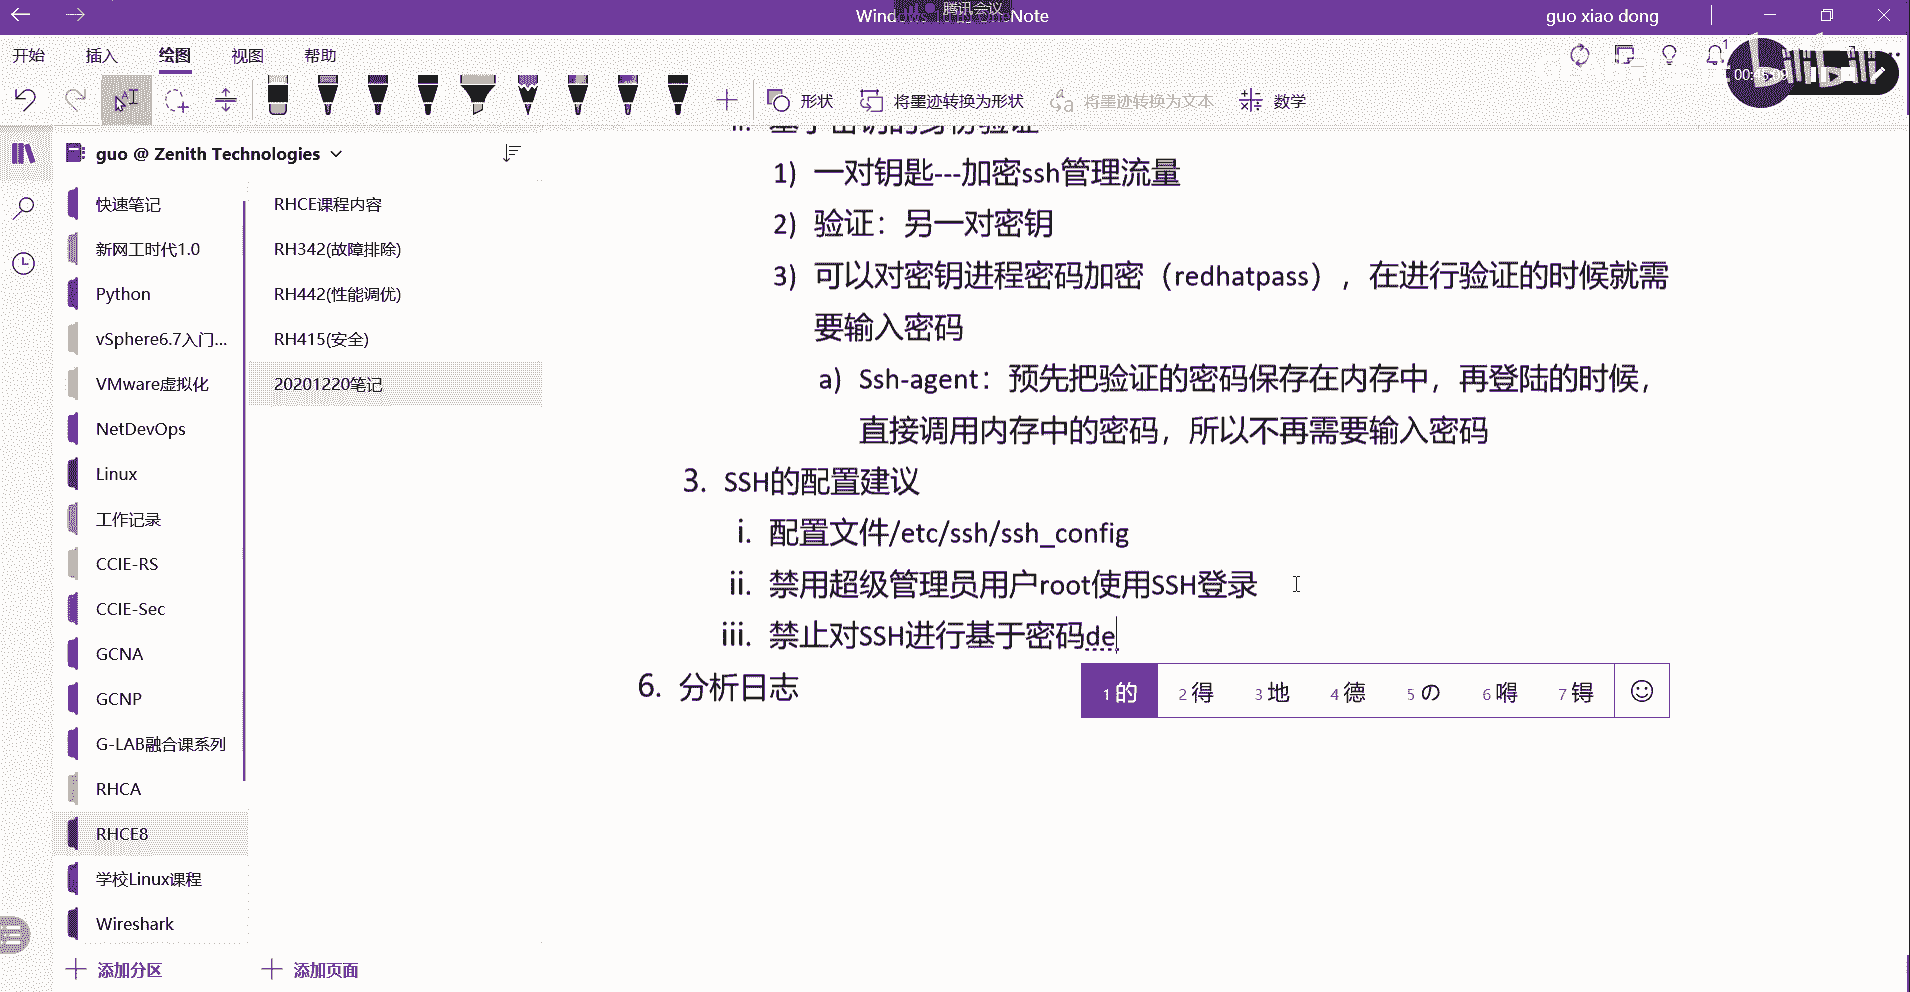 腾讯会议
guo xiao dong
开始 插入 绘图 视图 帮助
形状 将墨迹转换为形状 将墨迹转换为文本 数学
guo @ Zenith Technologies
快速笔记
新网工时代1.0
Python
vSphere6.7入门...
VMware虚拟化
NetDevOps
Linux
工作记录
CCIE-RS
CCIE-Sec
GCNA
GCNP
G-LAB融合课系列
RHCA
RHCE8
学校Linux课程
Wireshark
添加分区
RHCE课程内容
RH342(故障排除)
RH442(性能调优)
RH415(安全)
20201220笔记
添加页面
ii. 基于密钥的身份验证
1) 一对钥匙---加密ssh管理流量
2) 验证：另一对密钥
3) 可以对密钥进程密码加密（redhatpass），在进行验证的时候就需
要输入密码
a) Ssh-agent：预先把验证的密码保存在内存中，再登陆的时候，
直接调用内存中的密码，所以不再需要输入密码
3. SSH的配置建议
i. 配置文件/etc/ssh/ssh_config
ii. 禁用超级管理员用户root使用SSH登录
iii. 禁止对SSH进行基于密码de
6. 分析日志
1 的 2 得 3 地 4 德 5 の 6 嘚 7 锝